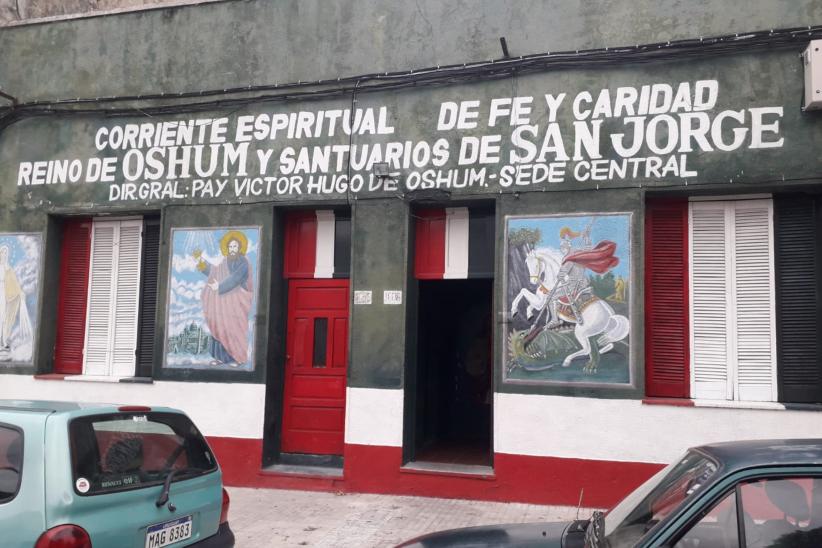 CORRIENTE ESPIRITUAL DE FE Y CARIDAD
REINO DE OSHUM Y SANTUARIOS DE SAN JORGE
DIR.GRAL: PAY VICTOR HUGO DE OSHUM.-SEDE CENTRAL
MAG 8383